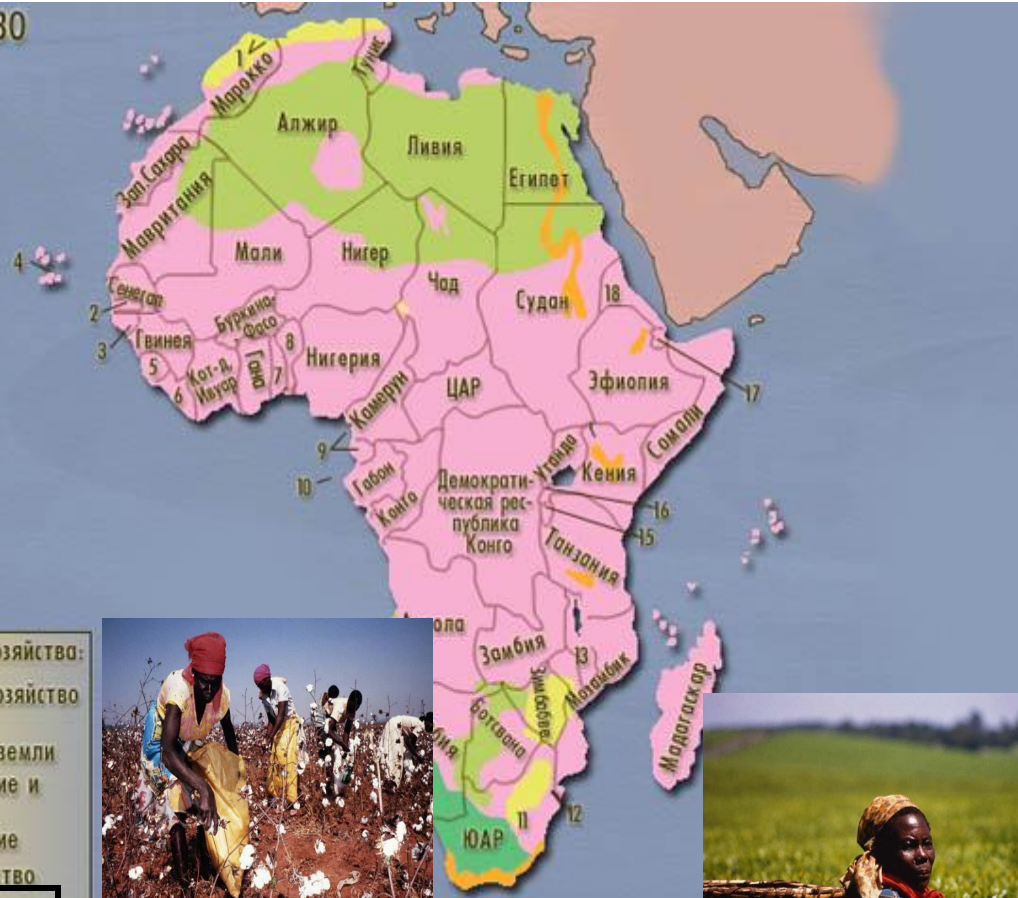 30
1
Марокко
Тунис
Алжир
Ливия
Египет
Зап.Сахара
Мавритания
Мали
Нигер
Чад
Судан
18
4
Сенегал
2
3
Гвинея
Буркина-
Фасо
5
6
Кот-д,
Ивуар
Гана
7
8
Нигерия
Камерун
ЦАР
Эфиопия
17
Сомали
9
10
Габон
Конго
Демократи-
ческая рес-
публика
Конго
Уганда
Кения
16
15
Танзания
ола
Замбия
13
Мозамбик
Зимбабве
Ботсвана
бия
Мадагаскар
11
12
ЮАР
озяйства:
озяйство
земли
ие и
ие
тво